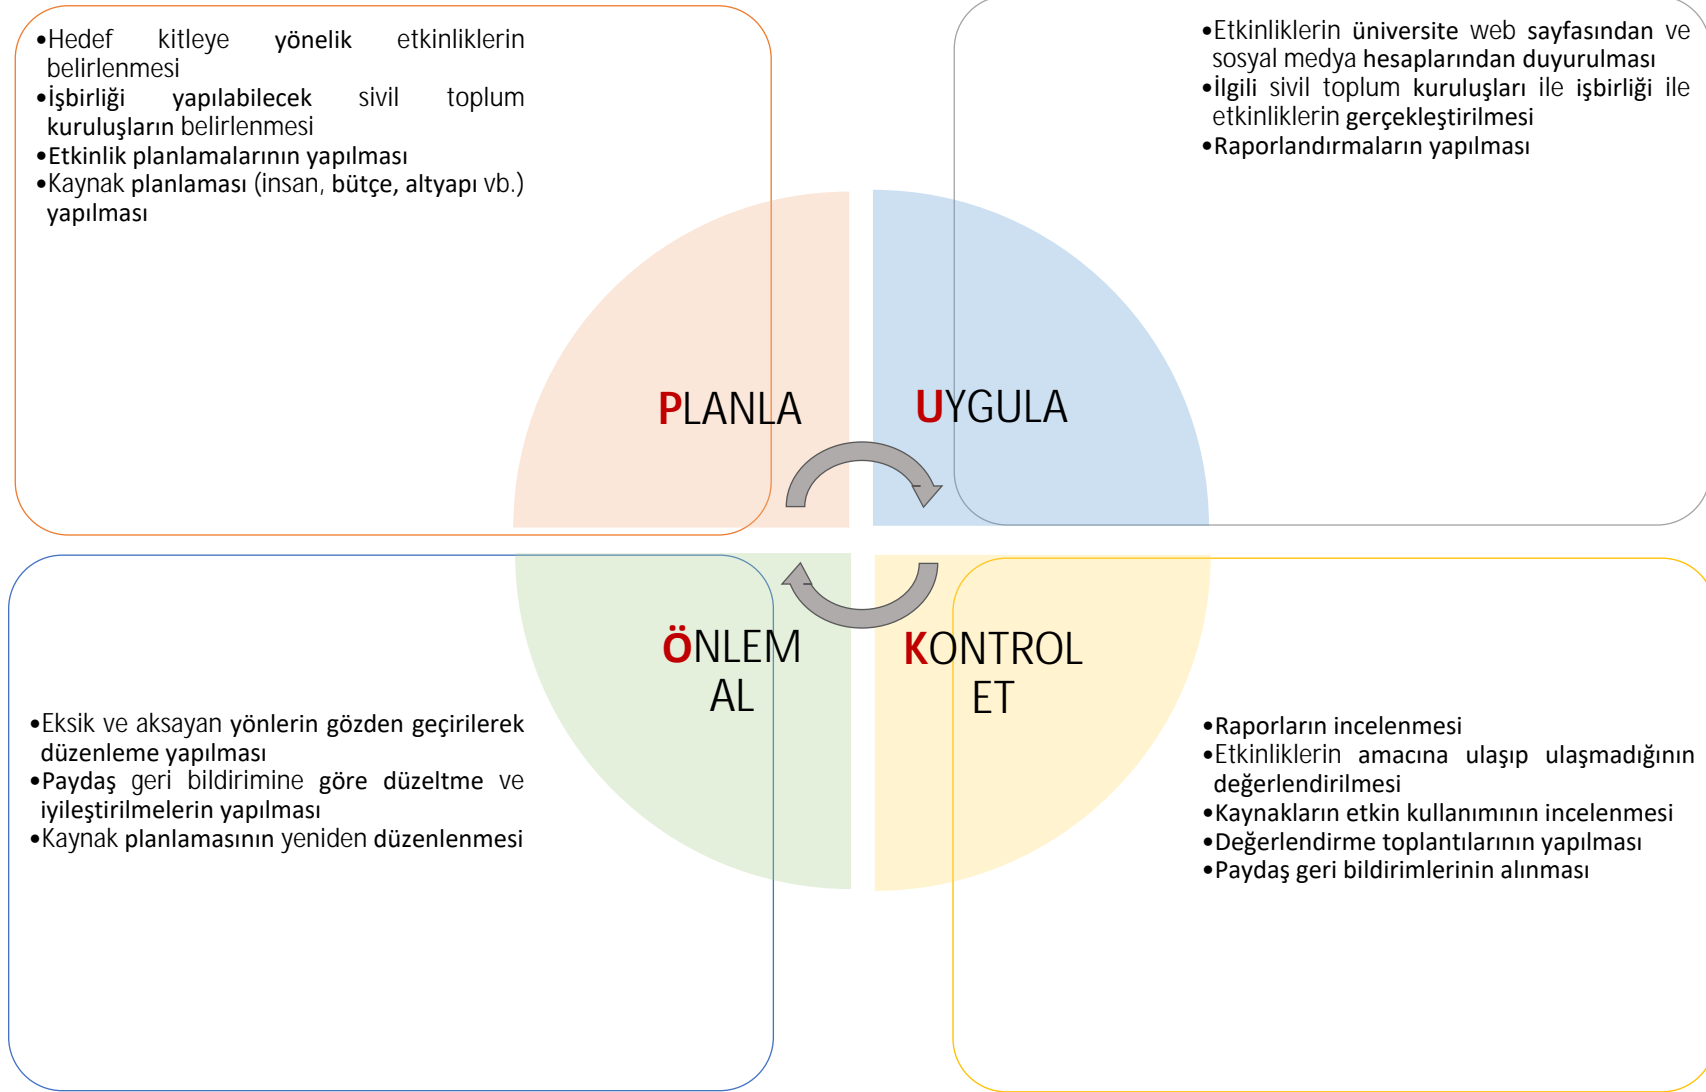 •Hedef kitleye yönelik etkinliklerin
belirlenmesi
•İşbirliği yapılabilecek sivil toplum
kuruluşların belirlenmesi
•Etkinlik planlamalarının yapılması
•Kaynak planlaması (insan, bütçe, altyapı vb.)
yapılması
•Etkinliklerin üniversite web sayfasından ve
sosyal medya hesaplarından duyurulması
•İlgili sivil toplum kuruluşları ile işbirliği ile
etkinliklerin gerçekleştirilmesi
•Raporlandırmaların yapılması
PLANLA
UYGULA
ÖNLEM
AL
KONTROL
ET
•Eksik ve aksayan yönlerin gözden geçirilerek
düzenleme yapılması
•Paydaş geri bildirimine göre düzeltme ve
iyileştirilmelerin yapılması
•Kaynak planlamasının yeniden düzenlenmesi
•Raporların incelenmesi
•Etkinliklerin amacına ulaşıp ulaşmadığının
değerlendirilmesi
•Kaynakların etkin kullanımının incelenmesi
•Değerlendirme toplantılarının yapılması
•Paydaş geri bildirimlerinin alınması